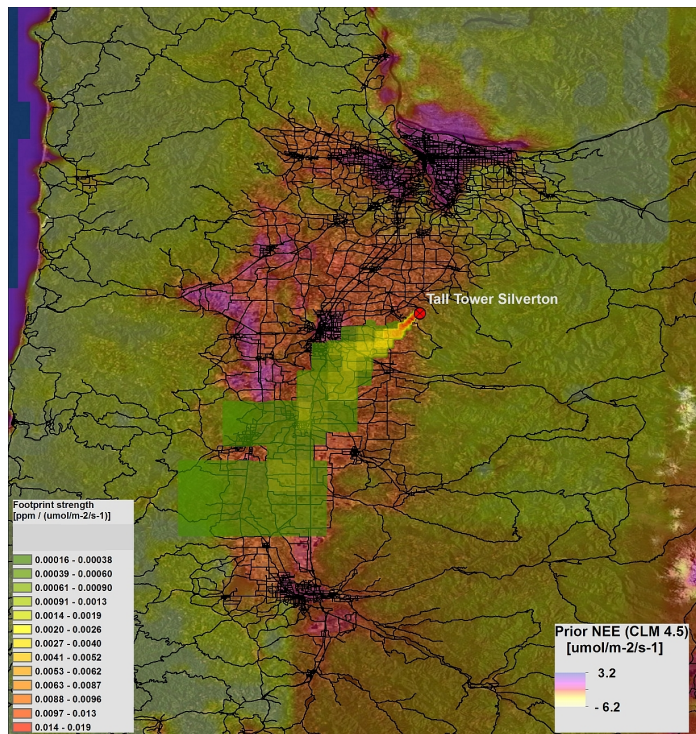 Tall Tower Silverton
Footprint strength
[ppm / (umol/m-2/s-1)]
0.00016 - 0.00038
0.00039 - 0.00060
0.00061 - 0.00090
0.00091 - 0.0013
0.0014 - 0.0019
0.0020 - 0.0026
0.0027 - 0.0040
0.0041 - 0.0052
0.0053 - 0.0062
0.0063 - 0.0087
0.0088 - 0.0096
0.0097 - 0.013
0.014 - 0.019
Prior NEE (CLM 4.5)
[umol/m-2/s-1]
3.2
- 6.2